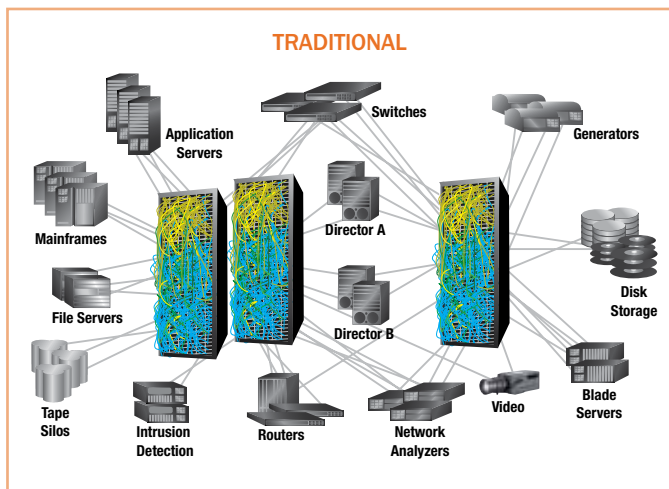 TRADITIONAL
Application
Servers
Switches
Generators
Mainframes
Director A
File Servers
Director B
Disk
Storage
Tape
Silos
Intrusion
Detection
Routers
Network
Analyzers
Video
Blade
Servers